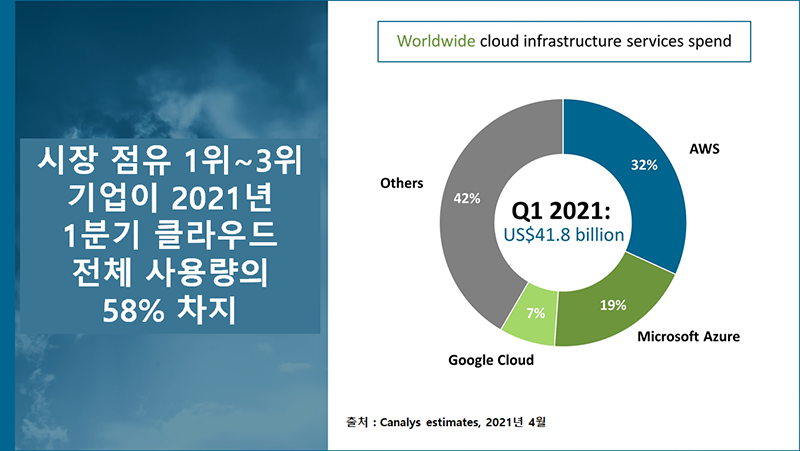 시장 점유 1위~3위
기업이 2021년
1분기 클라우드
전체 사용량의
58% 차지
Worldwide cloud infrastructure services spend
AWS
32%
Others
42%
Q1 2021:
US$41.8 billion
19%
7%
Microsoft Azure
Google Cloud
출처 : Canalys estimates, 2021년 4월